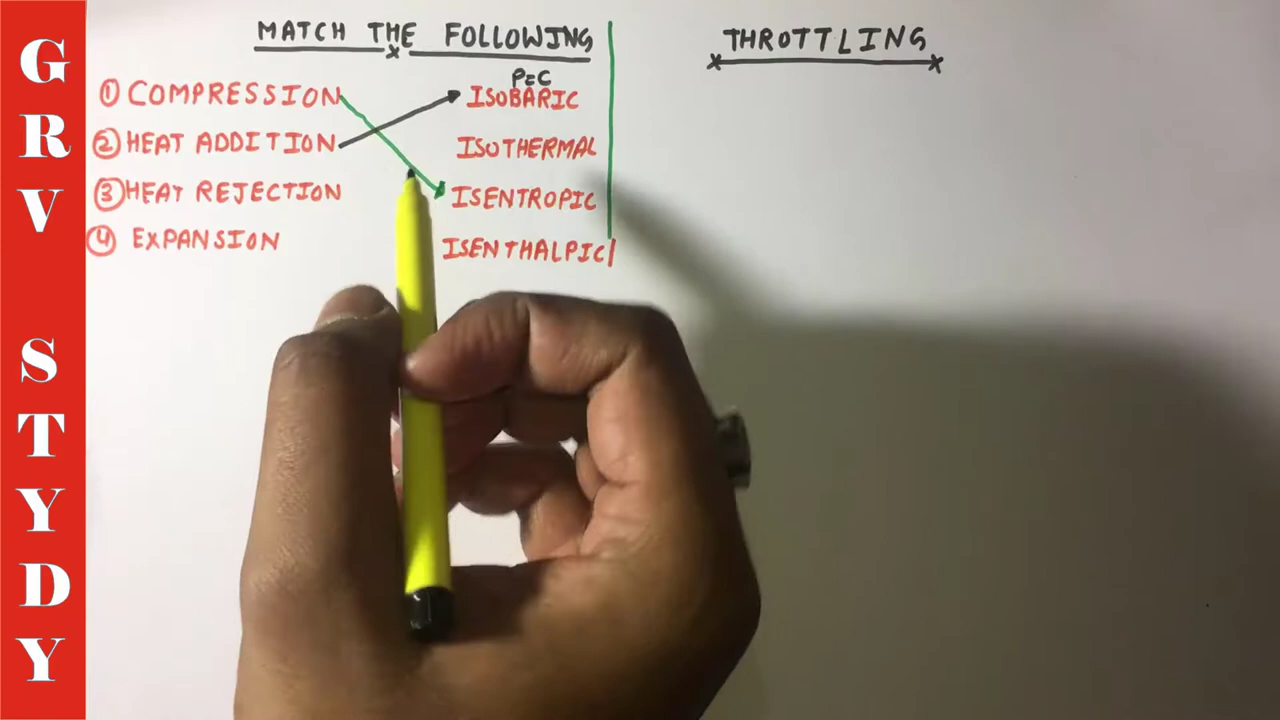 GRV STYDY
MATCH THE FOLLOWING
① COMPRESSION
② HEAT ADDITION
③ HEAT REJECTION
④ EXPANSION
P=C
ISOBARIC
ISOTHERMAL
ISENTROPIC
ISENTHALPIC
THROTTLING